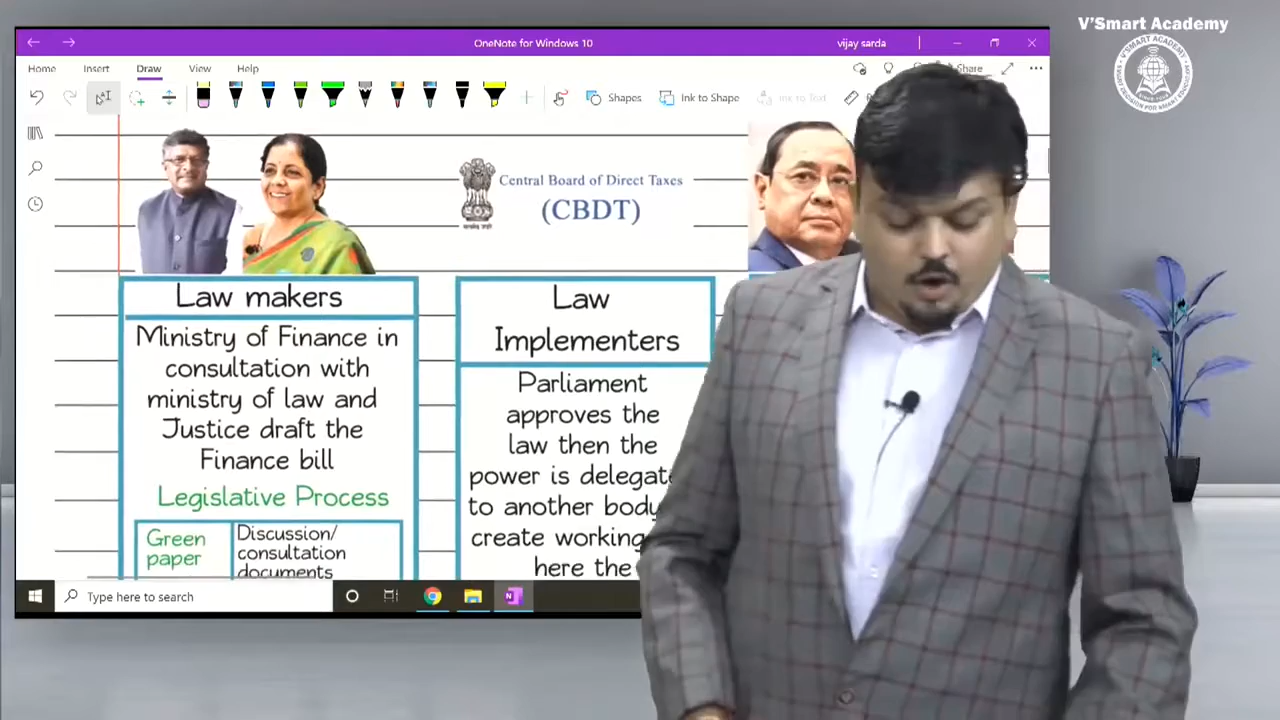 V'Smart Academy
OneNote for Windows 10
vijay sarda
Home Insert Draw View Help
Share
Shapes
Ink to Shape
Ink to Text
Central Board of Direct Taxes
(CBDT)
Law makers
Ministry of Finance in
consultation with
ministry of law and
Justice draft the
Finance bill
Legislative Process
Green
paper
Discussion/
consultation
documents
Law
Implementers
Parliament
approves the
law then the
power is
to another
create working
here the
Type here to search